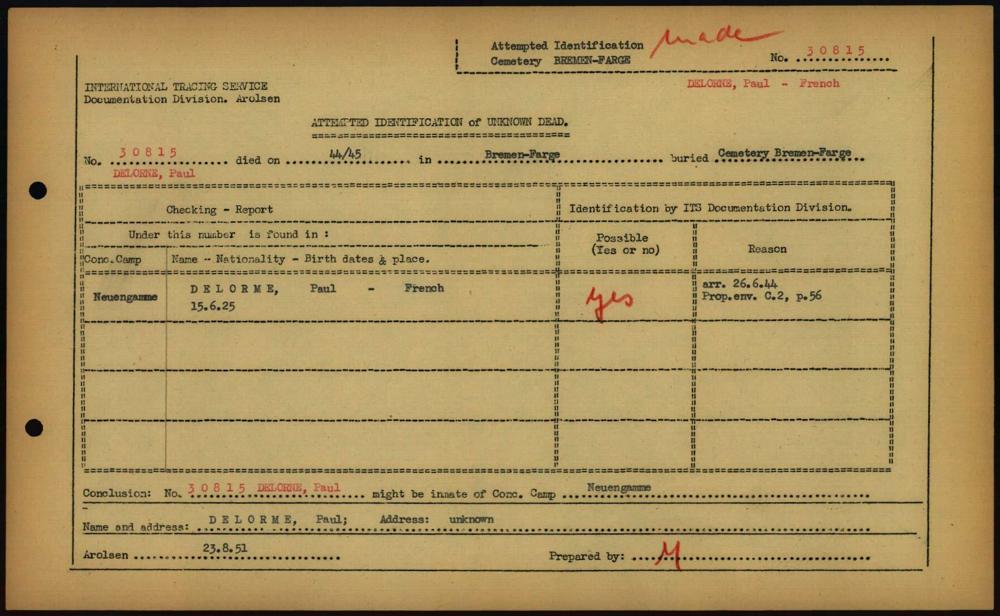 Attempted Identification made
Cemetery BREMEN-FARGE No. 30815
DELORNE, Paul - French
INTERNATIONAL TRACING SERVICE
Documentation Division. Arolsen
ATTEMPTED IDENTIFICATION of UNKNOWN DEAD.
No. 30815 died on 44/45 in Bremen-Farge buried Cemetery Bremen-Farge
DELORNE, Paul
Checking - Report Identification by ITS Documentation Division.
Under this number is found in :
Possible (Yes or no) Reason
Conc.Camp Name - Nationality - Birth dates & place.
Neuengamme DELORME, Paul - French yes arr. 26.6.44
15.6.25 Prop.env. C.2, p.56
Conclusion: No. 30815 DELORNE, Paul might be inmate of Conc. Camp Neuengamme
Name and address: DELORME, Paul; Address: unknown
Arolsen 23.8.51 Prepared by: M